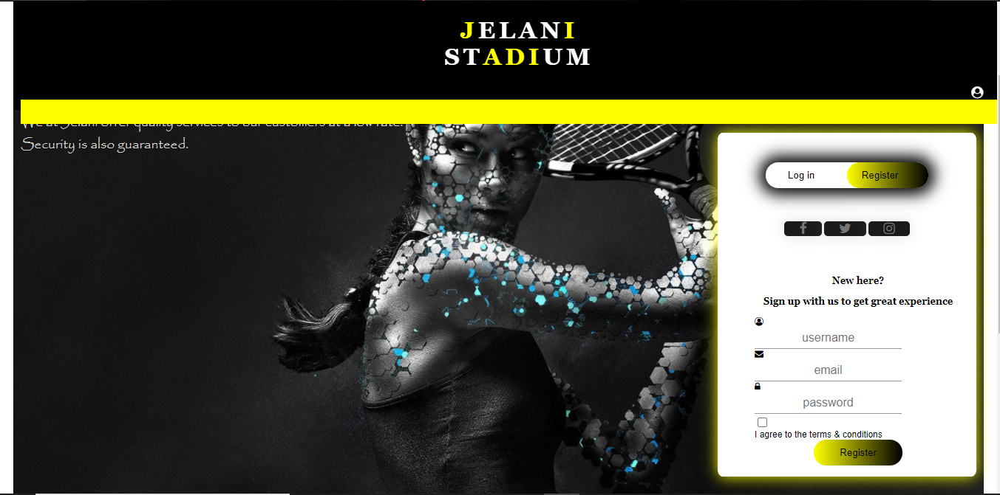 JELANI
STADIUM
We at Jelani offer quality services to our customers at a low rate.
Security is also guaranteed.
Log in
Register
New here?
Sign up with us to get great experience
username
email
password
I agree to the terms & conditions
Register